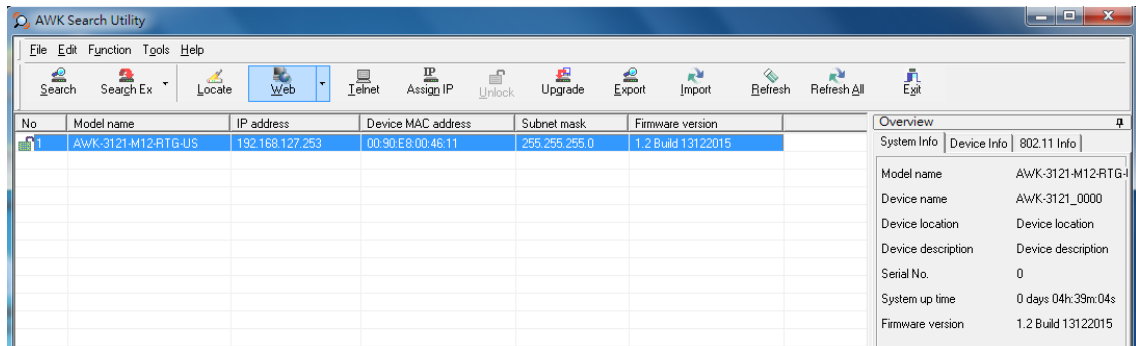 AWK Search Utility
File Edit Function Tools Help
Search Search Ex Locate Web Telnet Assign IP Unlock Upgrade Export Import Refresh Refresh All Exit
No Model name IP address Device MAC address Subnet mask Firmware version
1 AWK-3121-M12-RTG-US 192.168.127.253 00:90:E8:00:46:11 255.255.255.0 1.2 Build 13122015
Overview
System Info Device Info 802.11 Info
Model name AWK-3121-M12-RTG-
Device name AWK-3121_0000
Device location Device location
Device description Device description
Serial No. 0
System up time 0 days 04h:39m:04s
Firmware version 1.2 Build 13122015